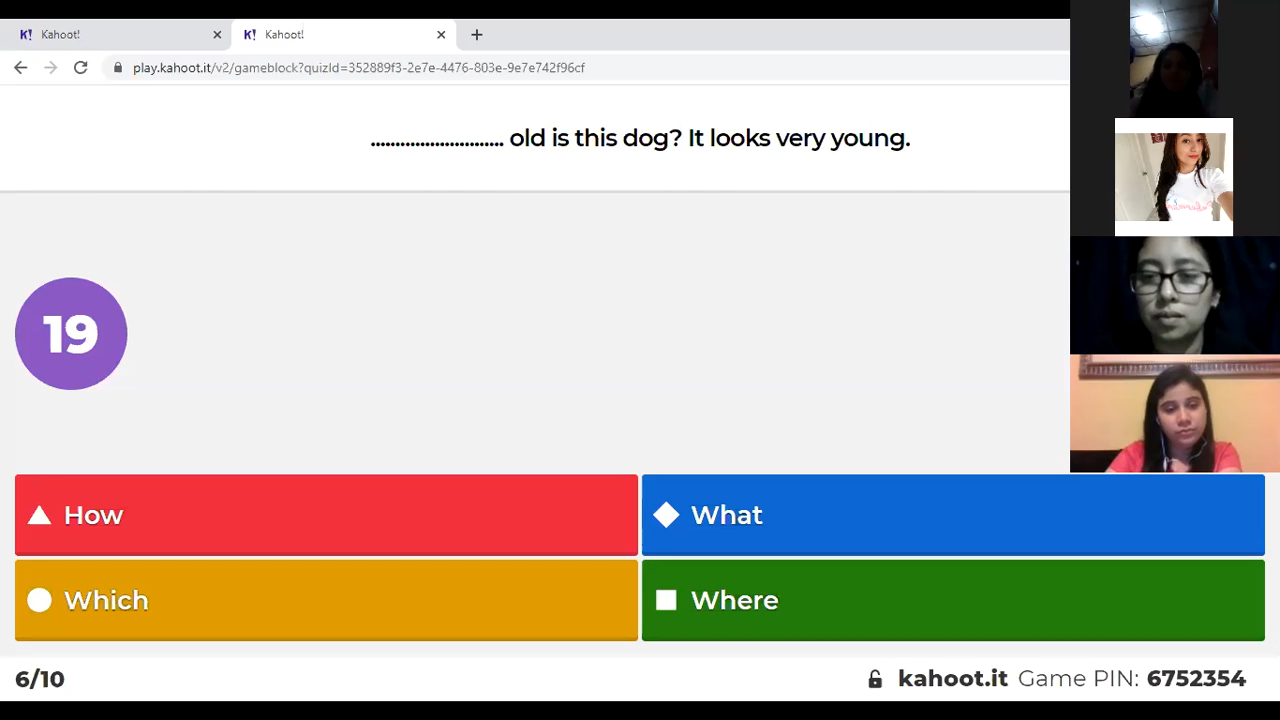 K! Kahoot! × K! Kahoot! × +
play.kahoot.it/v2/gameblock?quizId=352889f3-2e7e-4476-803e-9e7e742f96cf
........................... old is this dog? It looks very young.
19
How
What
Which
Where
6/10
kahoot.it Game PIN: 6752354